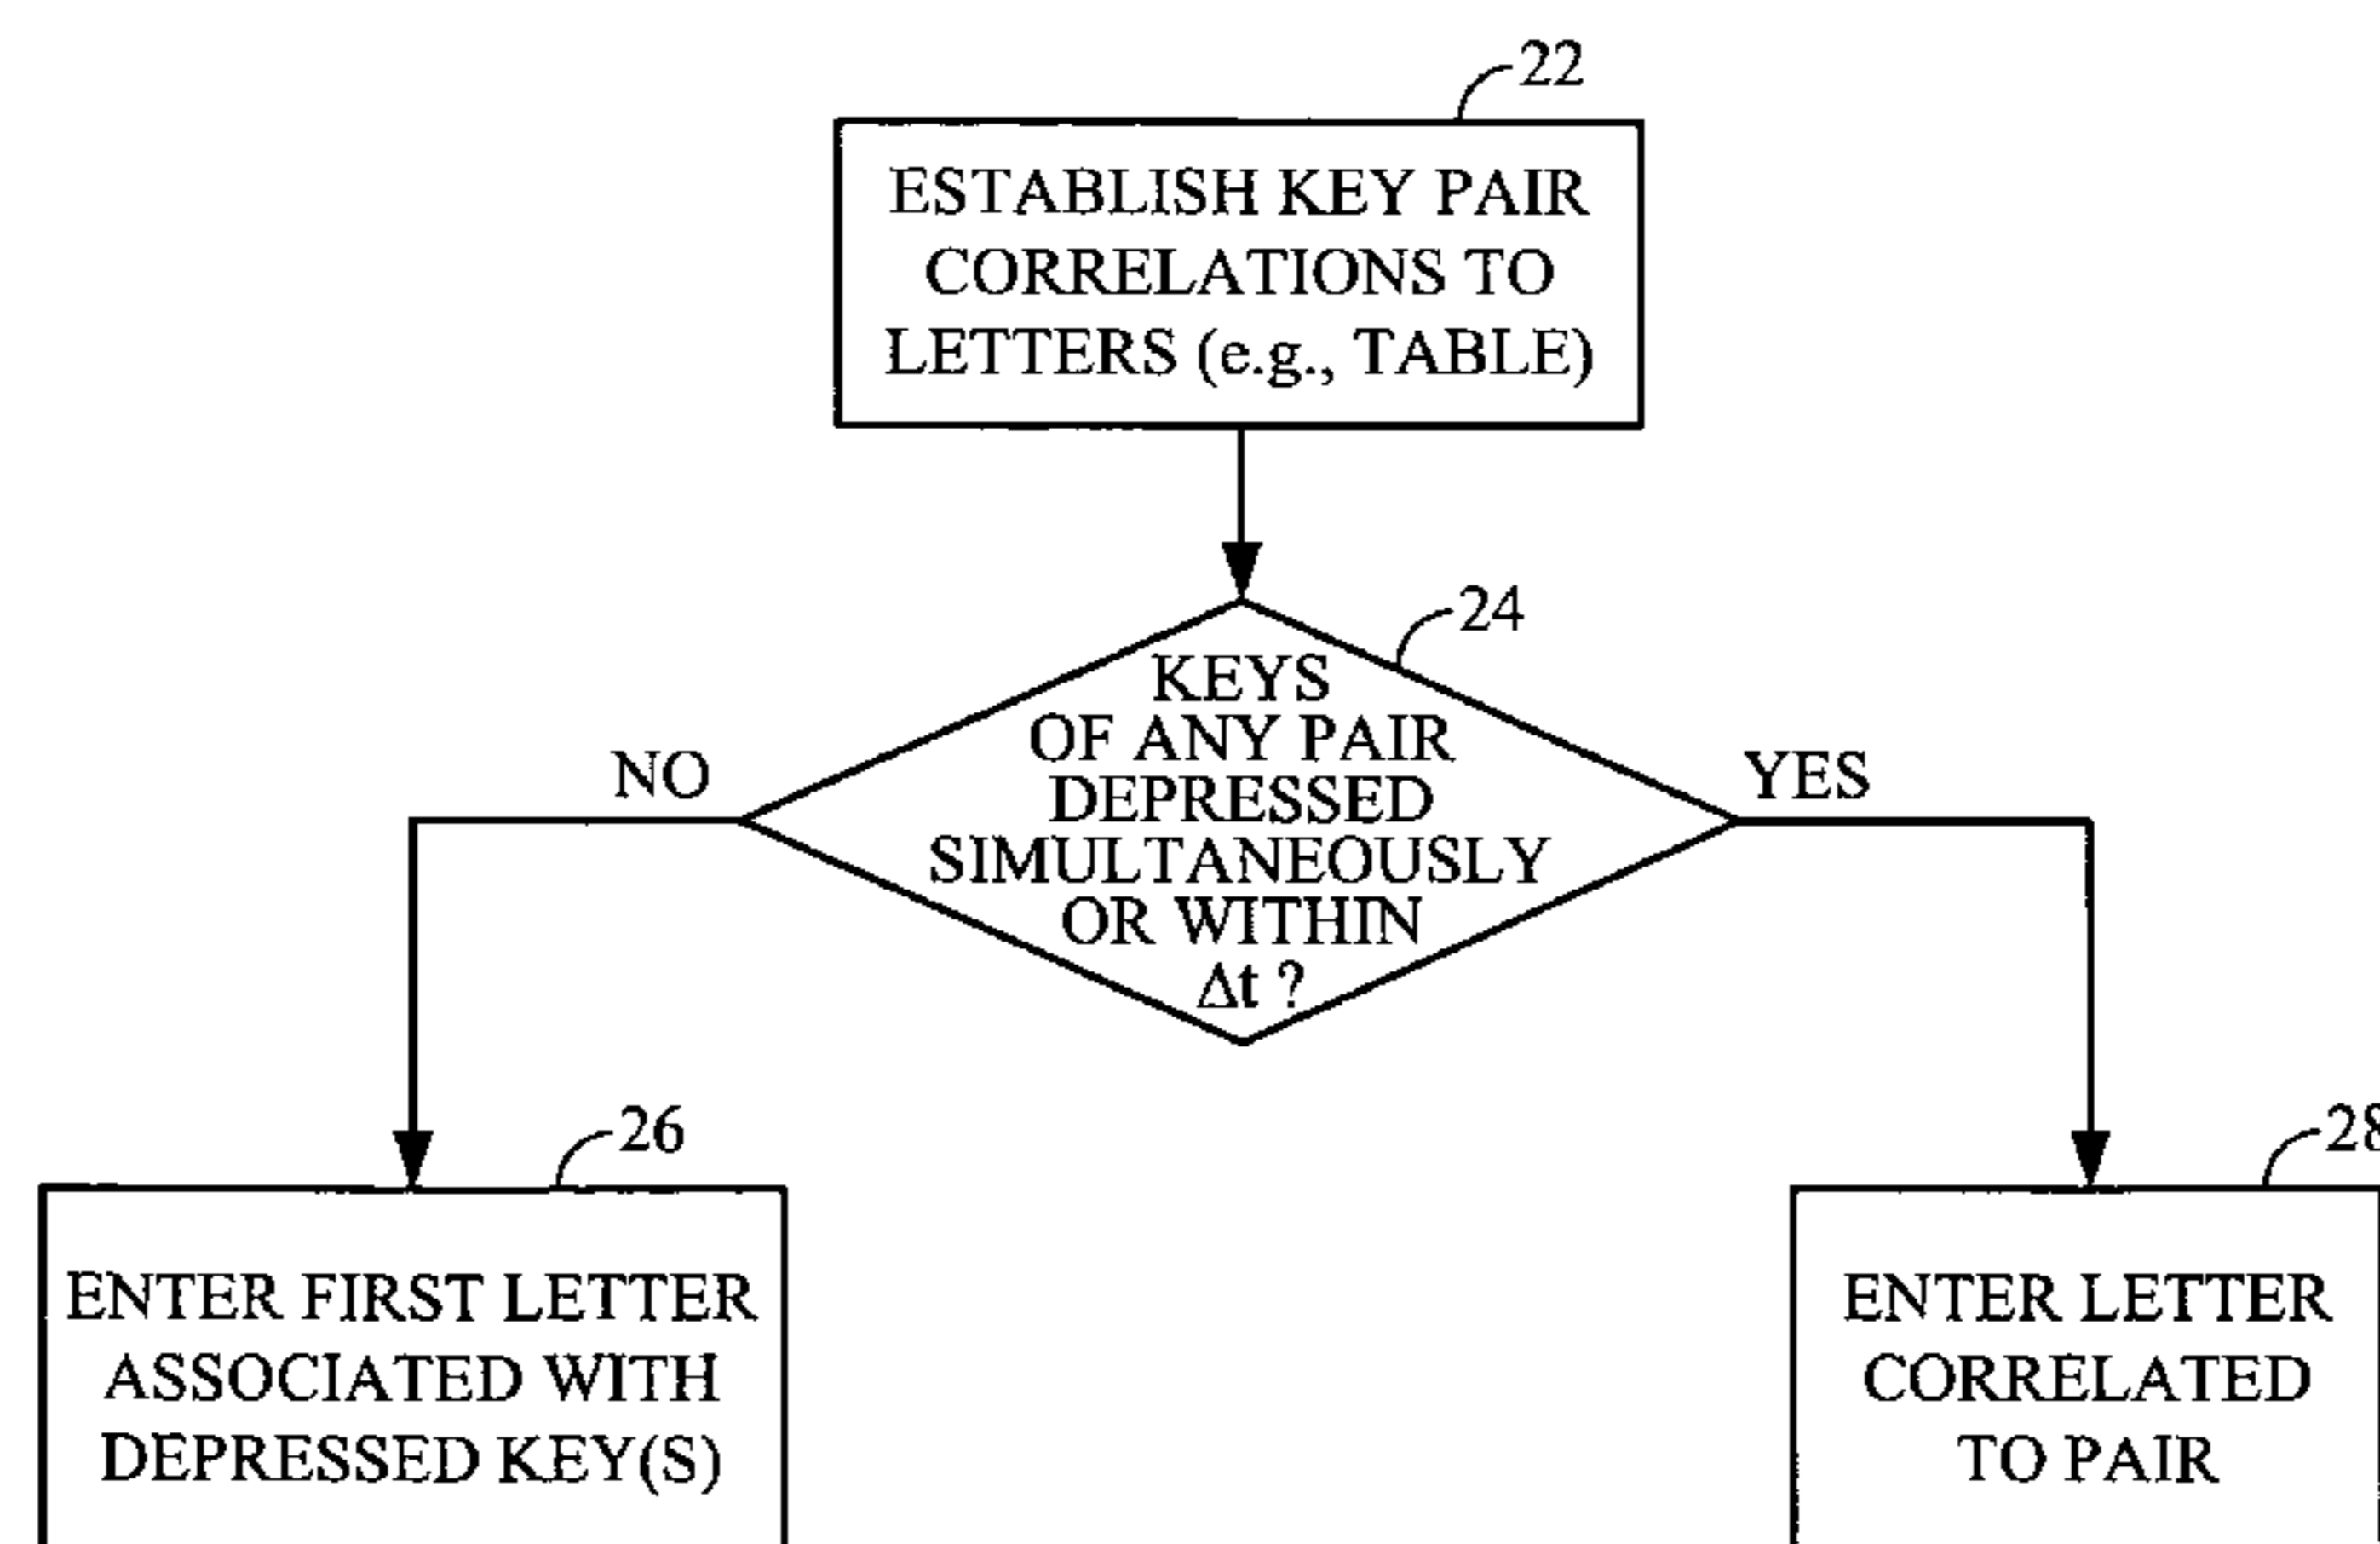 22
ESTABLISH KEY PAIR
CORRELATIONS TO
LETTERS (e.g., TABLE)
24
KEYS
OF ANY PAIR
DEPRESSED
SIMULTANEOUSLY
OR WITHIN
Δt ?
NO
YES
26
ENTER FIRST LETTER
ASSOCIATED WITH
DEPRESSED KEY(S)
28
ENTER LETTER
CORRELATED
TO PAIR